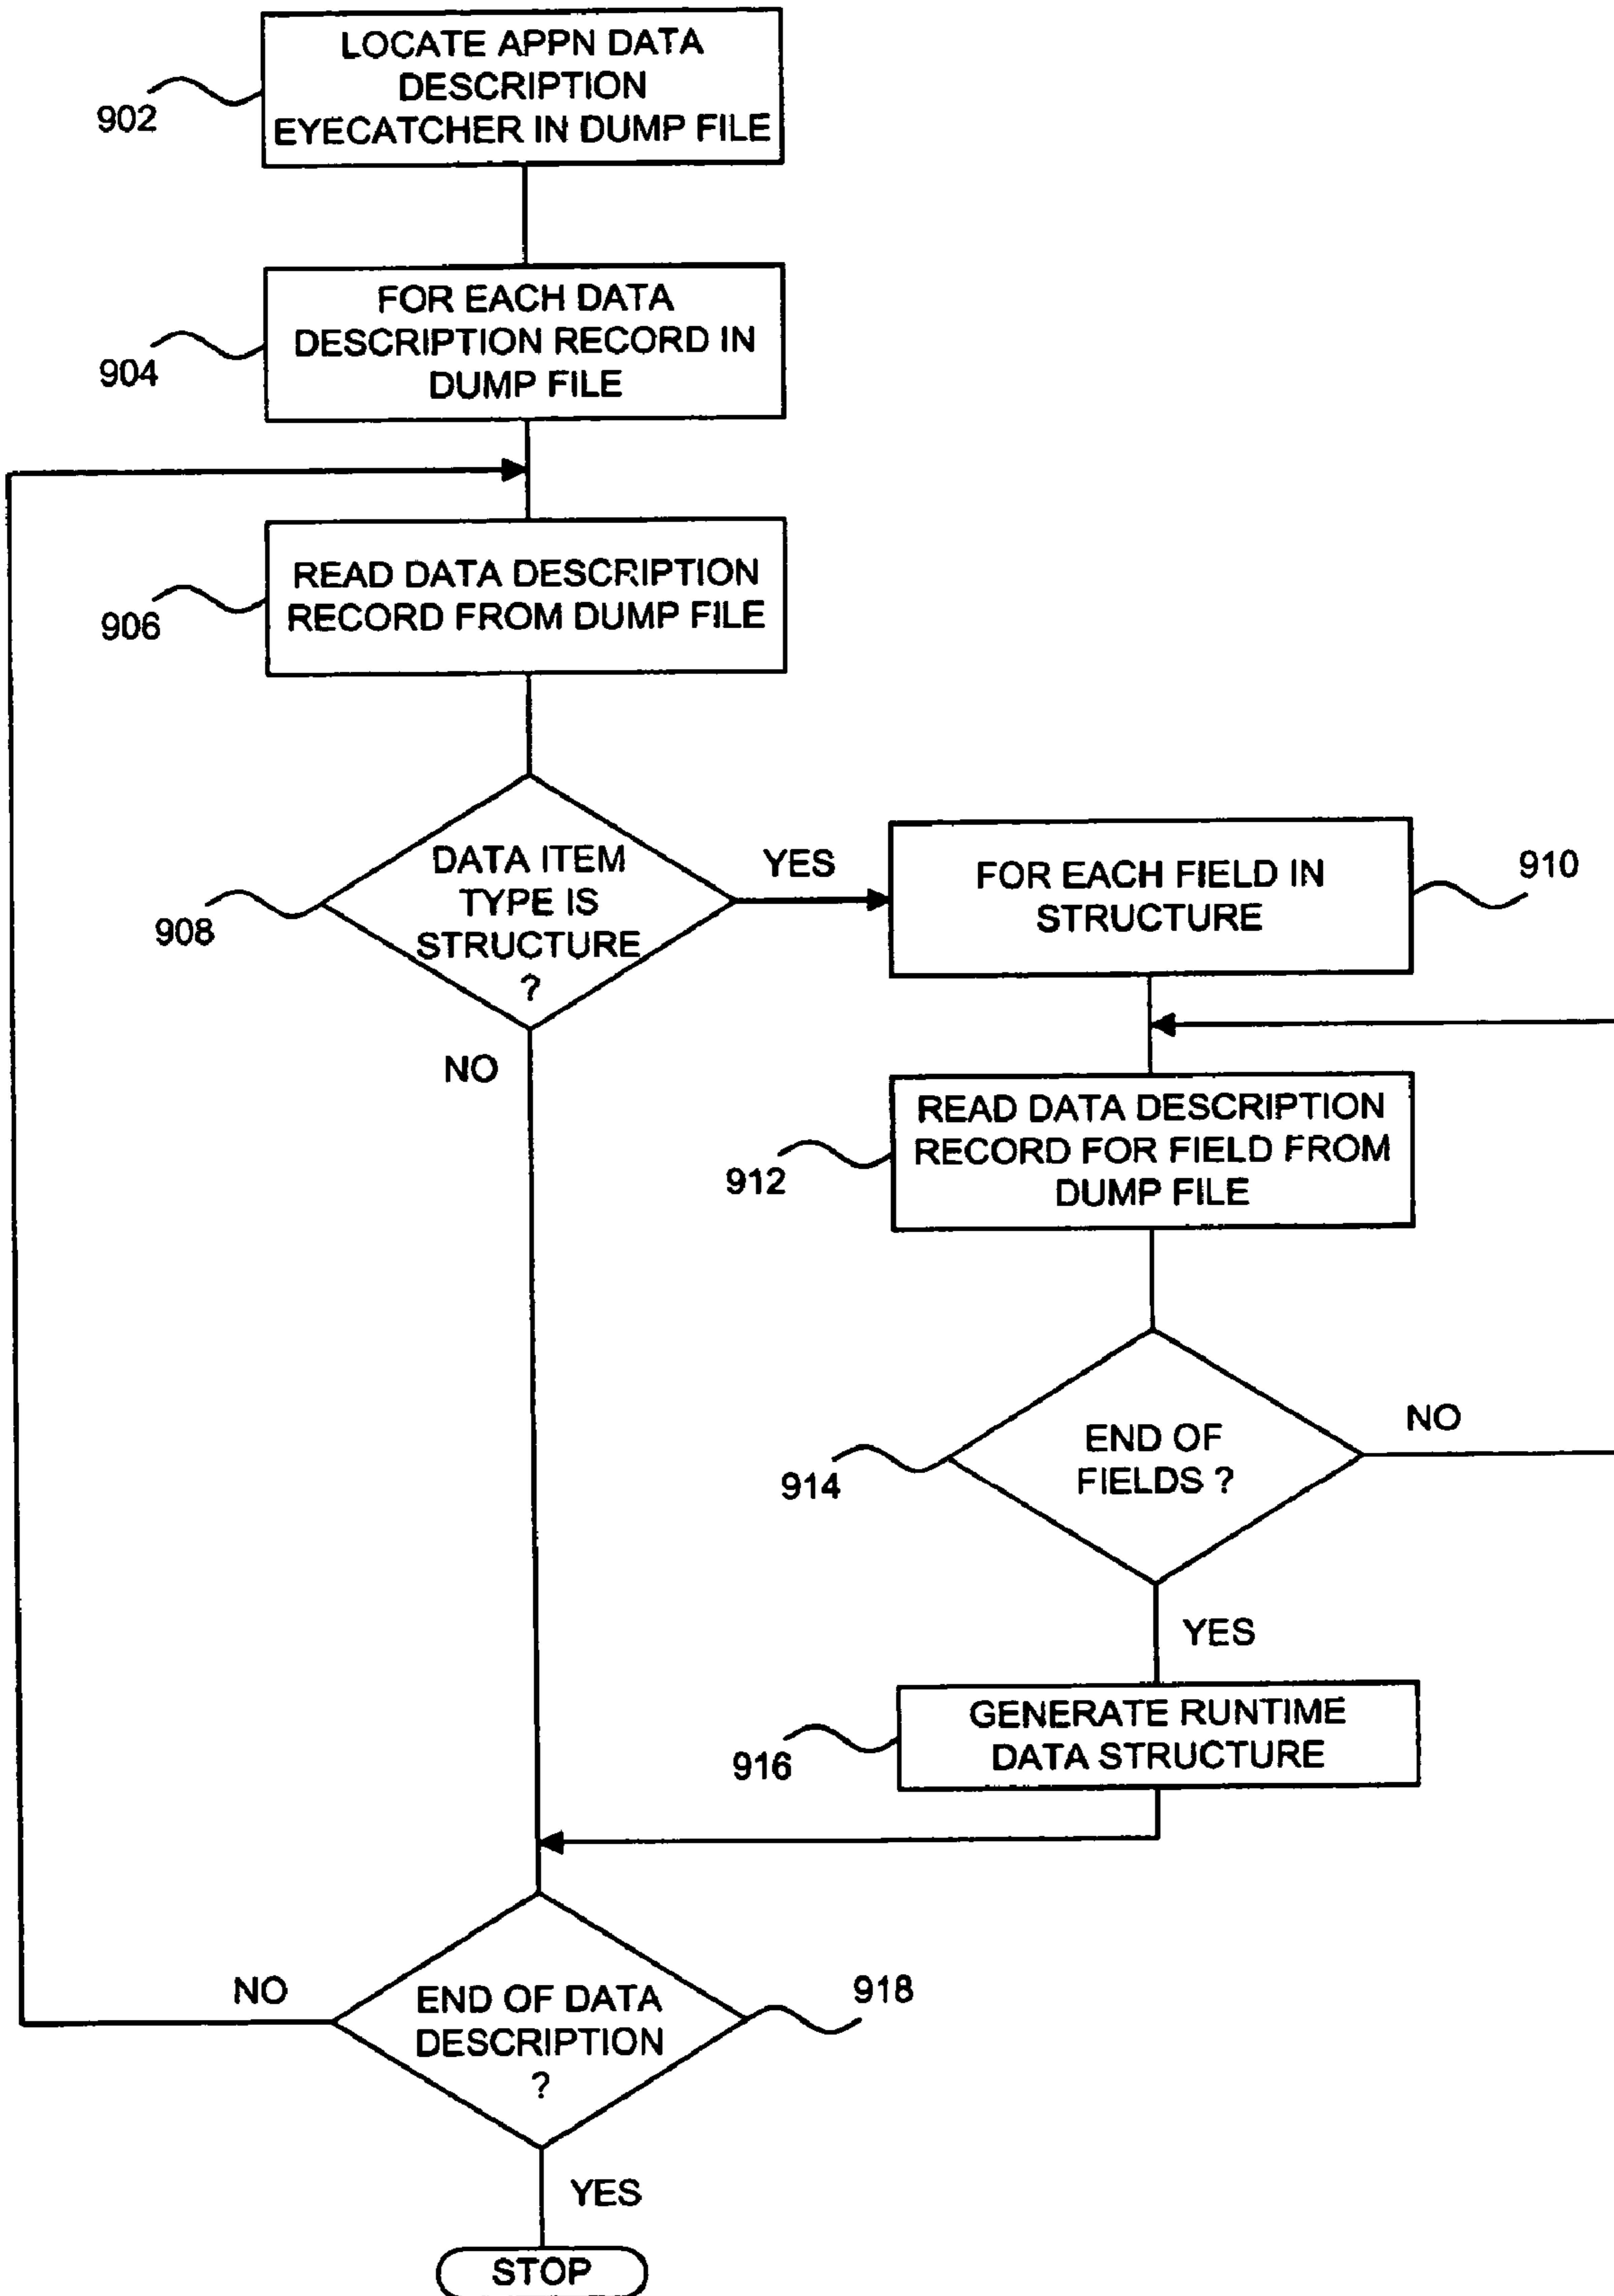 LOCATE APPN DATA
DESCRIPTION
EYECATCHER IN DUMP FILE
902
FOR EACH DATA
DESCRIPTION RECORD IN
DUMP FILE
904
READ DATA DESCRIPTION
RECORD FROM DUMP FILE
906
DATA ITEM
TYPE IS
STRUCTURE
?
908
YES
NO
FOR EACH FIELD IN
STRUCTURE
910
READ DATA DESCRIPTION
RECORD FOR FIELD FROM
DUMP FILE
912
END OF
FIELDS ?
914
NO
YES
GENERATE RUNTIME
DATA STRUCTURE
916
END OF DATA
DESCRIPTION
?
918
NO
YES
STOP